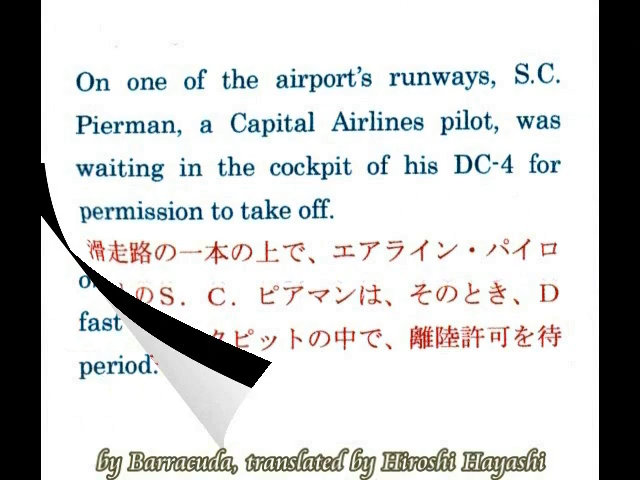 On one of the airport's runways, S.C.
Pierman, a Capital Airlines pilot, was
waiting in the cockpit of his DC-4 for
permission to take off.
滑走路の一本の上で、エアライン・パイロ
のS．C．ピアマンは、そのとき、D
fast
クピットの中で、離陸許可を待
period.
by Barracuda, translated by Hiroshi Hayashi